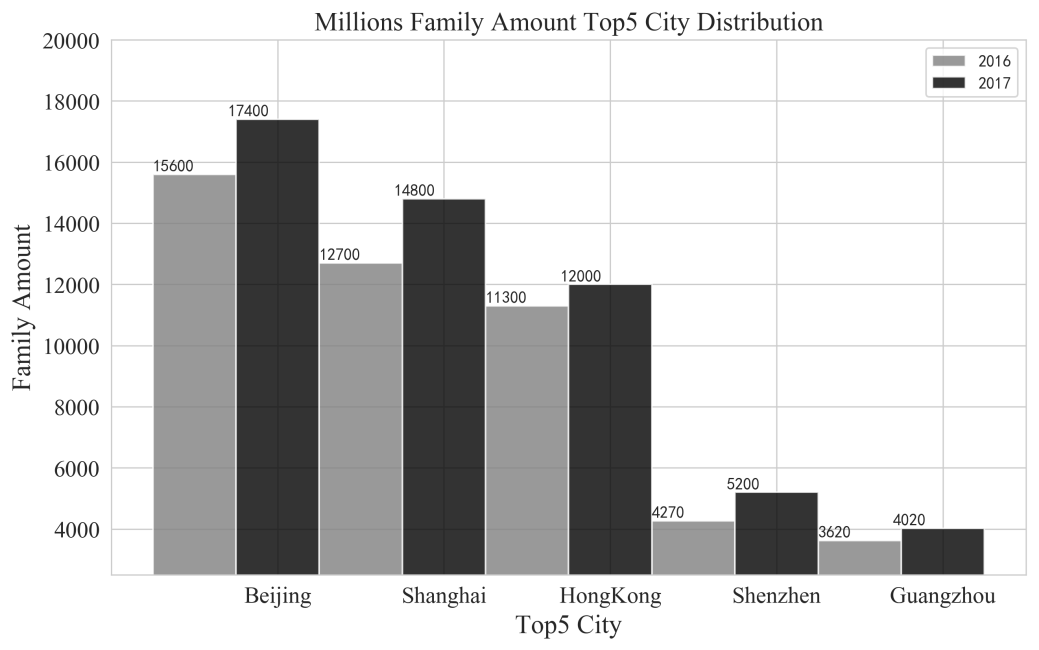 Millions Family Amount Top5 City Distribution
20000
18000
16000
14000
12000
10000
8000
6000
4000
Family Amount
2016
2017
15600
17400
12700
14800
11300
12000
4270
5200
3620
4020
Beijing
Shanghai
HongKong
Shenzhen
Guangzhou
Top5 City